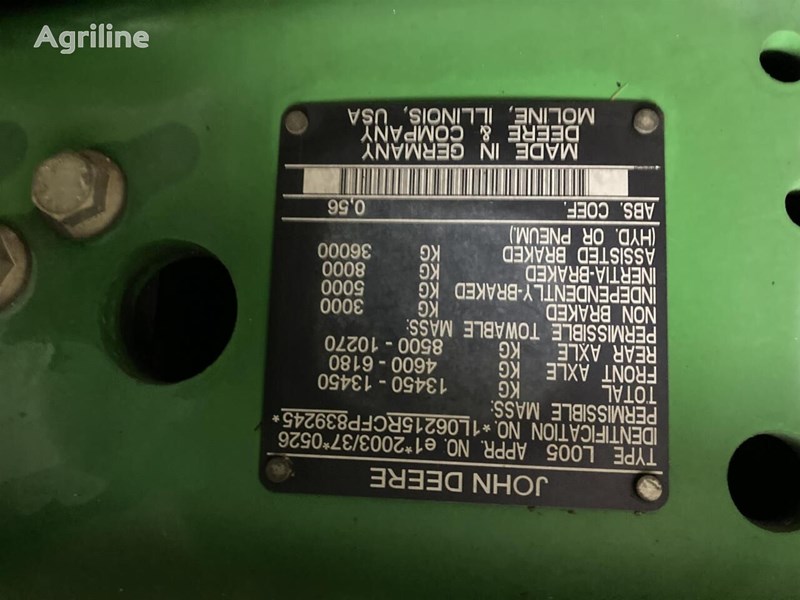 Agriline
JOHN DEERE
TYPE L005 APPR. NO. e1*2003/37*0526
IDENTIFICATION NO.*1L06215RCFP839245*
PERMISSIBLE MASS:
TOTAL KG 13450 - 13450
FRONT AXLE KG 4600 - 6180
REAR AXLE KG 8500 - 10270
PERMISSIBLE TOWABLE MASS:
NON BRAKED KG 3000
INDEPENDENTLY-BRAKED KG 5000
INERTIA-BRAKED KG 8000
ASSISTED BRAKED KG 36000
(HYD. OR PNEUM.)
ABS. COEF. 0,56
MADE IN GERMANY
DEERE & COMPANY
MOLINE, ILLINOIS, USA